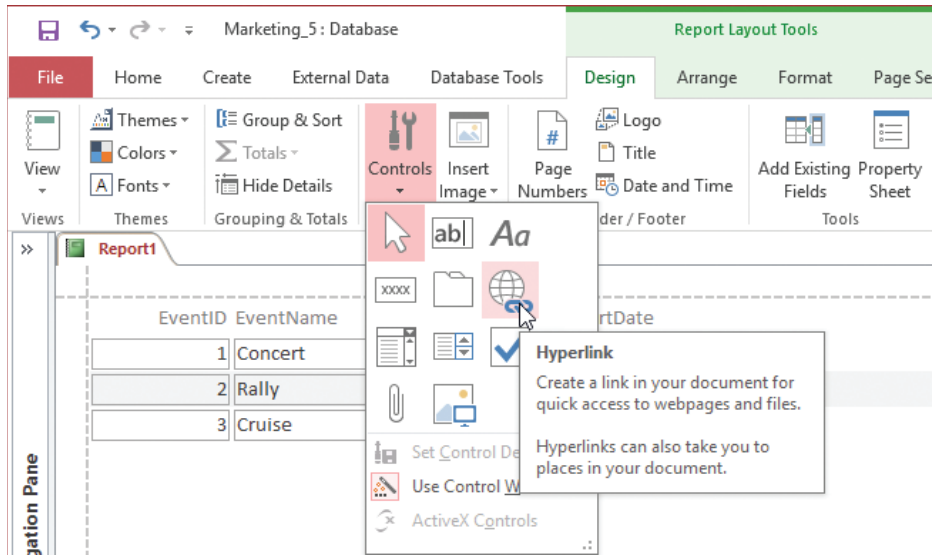 Marketing_5 : Database
Report Layout Tools
File Home Create External Data Database Tools Design Arrange Format Page Se
View
Themes
Colors
A Fonts
Group & Sort
Totals
Hide Details
Controls
Insert Image
#
Page Numbers
Logo
Title
Date and Time
Add Existing Fields
Property Sheet
Views Themes Grouping & Totals der / Footer Tools
»
Report1
ab Aa
xxxx
EventID EventName rtDate
1 Concert
2 Rally
3 Cruise
Hyperlink
Create a link in your document for
quick access to webpages and files.
Hyperlinks can also take you to
places in your document.
Set Control De
Use Control W
ActiveX Controls
gation Pane